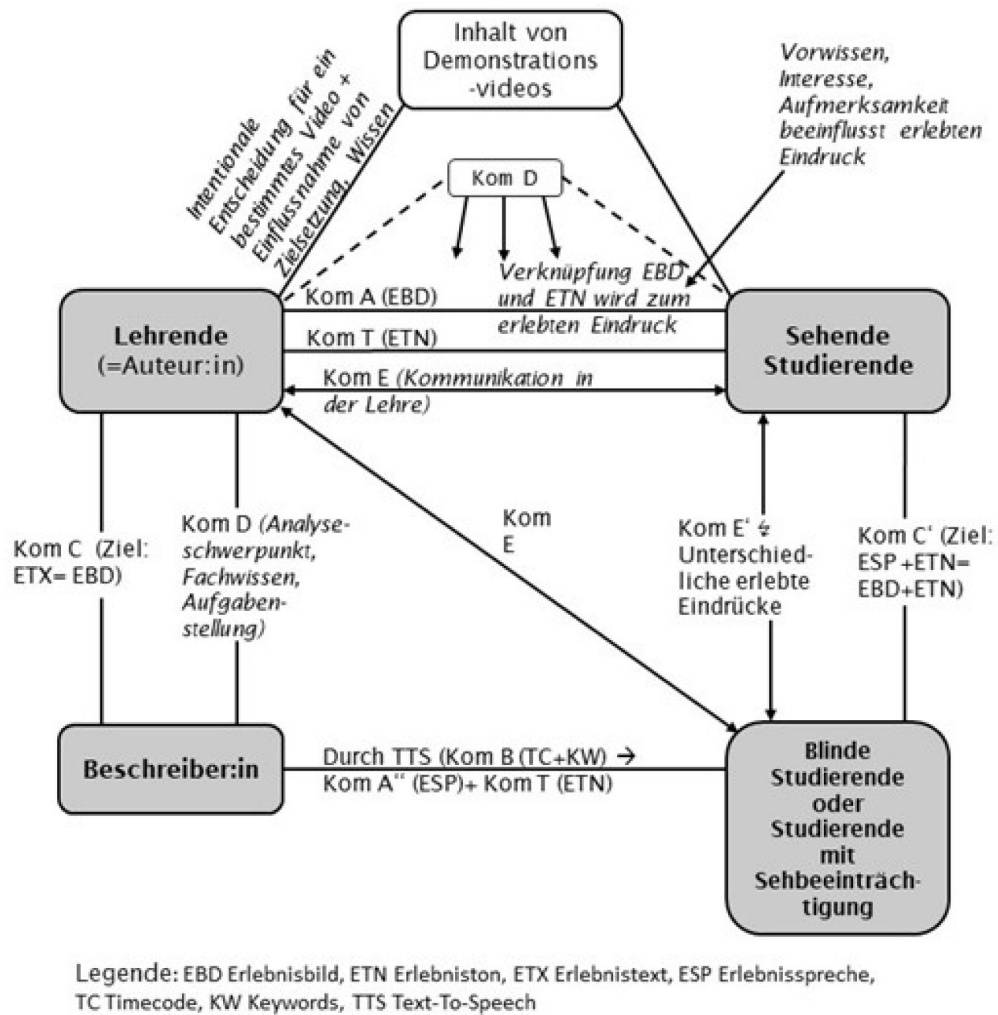 Inhalt von
Demonstrations
-videos
Intentionale
Entscheidung für ein
bestimmtes Video +
Einflussnahme von
Zielsetzung, Wissen
Vorwissen,
Interesse,
Aufmerksamkeit
beeinflusst erlebten
Eindruck
Kom D
Verknüpfung EBD
und ETN wird zum
erlebten Eindruck
Kom A (EBD)
Kom T (ETN)
Kom E (Kommunikation in
der Lehre)
Lehrende
(=Auteur:in)
Sehende
Studierende
Kom C (Ziel:
ETX= EBD)
Kom D (Analyse-
schwerpunkt,
Fachwissen,
Aufgaben-
stellung)
Kom
E
Kom E‘ ↯
Unterschied-
liche erlebte
Eindrücke
Kom C‘ (Ziel:
ESP +ETN=
EBD+ETN)
Beschreiber:in
Durch TTS (Kom B (TC+KW) →
Kom A‘‘ (ESP)+ Kom T (ETN)
Blinde
Studierende
oder
Studierende
mit
Sehbeeinträch-
tigung
Legende: EBD Erlebnisbild, ETN Erlebniston, ETX Erlebnistext, ESP Erlebnisspreche,
TC Timecode, KW Keywords, TTS Text-To-Speech